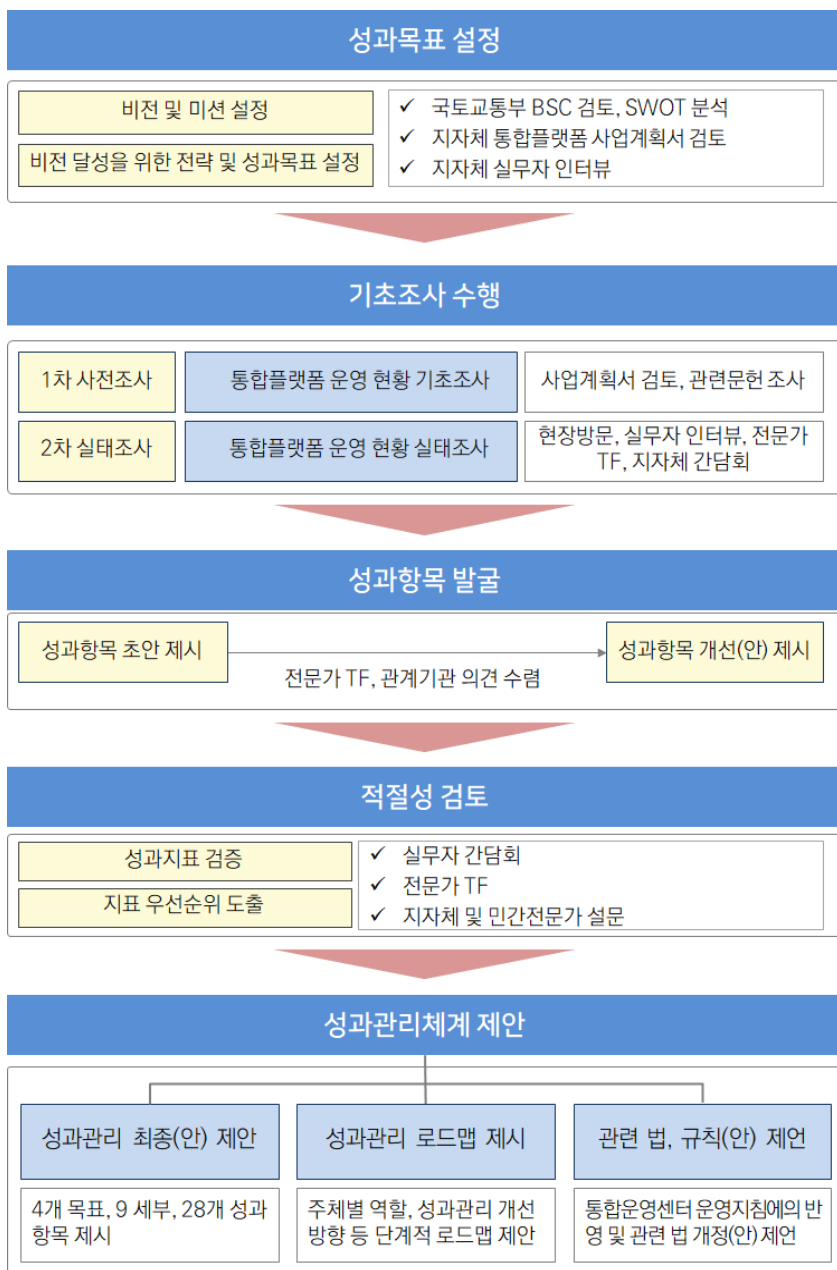 성과목표 설정
비전 및 미션 설정
비전 달성을 위한 전략 및 성과목표 설정
✓ 국토교통부 BSC 검토, SWOT 분석
✓ 지자체 통합플랫폼 사업계획서 검토
✓ 지자체 실무자 인터뷰
기초조사 수행
1차 사전조사
통합플랫폼 운영 현황 기초조사
사업계획서 검토, 관련문헌 조사
2차 실태조사
통합플랫폼 운영 현황 실태조사
현장방문, 실무자 인터뷰, 전문가
TF, 지자체 간담회
성과항목 발굴
성과항목 초안 제시
전문가 TF, 관계기관 의견 수렴
성과항목 개선(안) 제시
적절성 검토
성과지표 검증
지표 우선순위 도출
✓ 실무자 간담회
✓ 전문가 TF
✓ 지자체 및 민간전문가 설문
성과관리체계 제안
성과관리 최종(안) 제안
4개 목표, 9 세부, 28개 성과
항목 제시
성과관리 로드맵 제시
주체별 역할, 성과관리 개선
방향 등 단계적 로드맵 제안
관련 법, 규칙(안) 제언
통합운영센터 운영지침에의 반
영 및 관련 법 개정(안) 제언